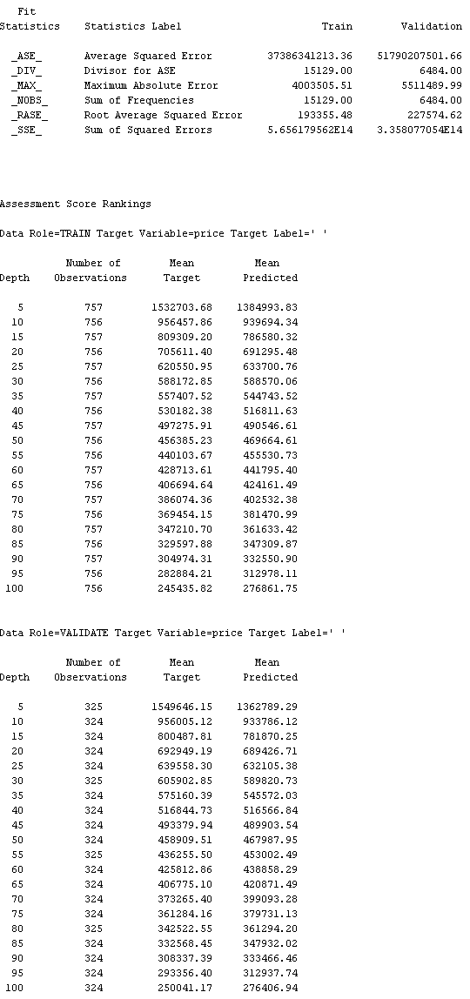 Fit
Statistics Statistics Label Train Validation
_ASE_ Average Squared Error 37386341213.36 51790207501.66
_DIV_ Divisor for ASE 15129.00 6484.00
_MAX_ Maximum Absolute Error 4003505.51 5511489.99
_NOBS_ Sum of Frequencies 15129.00 6484.00
_RASE_ Root Average Squared Error 193355.48 227574.62
_SSE_ Sum of Squared Errors 5.656179562E14 3.358077054E14
Assessment Score Rankings
Data Role=TRAIN Target Variable=price Target Label=' '
Number of Mean Mean
Depth Observations Target Predicted
5 757 1532703.68 1384993.83
10 756 956457.86 939694.34
15 757 809309.20 786580.32
20 756 705611.40 691295.48
25 757 620550.95 633700.76
30 756 588172.85 588570.06
35 757 557407.52 544743.52
40 756 530182.38 516811.63
45 757 497275.91 490546.61
50 756 456385.23 469664.61
55 756 440103.67 455530.73
60 757 428713.61 441795.40
65 756 406694.64 424161.49
70 757 386074.36 402532.38
75 756 369454.15 381470.99
80 757 347210.70 361633.42
85 756 329597.88 347309.87
90 757 304974.31 332550.90
95 756 282884.21 312978.11
100 756 245435.82 276861.75
Data Role=VALIDATE Target Variable=price Target Label=' '
Number of Mean Mean
Depth Observations Target Predicted
5 325 1549646.15 1362789.29
10 324 956005.12 933786.12
15 324 800487.81 781870.25
20 324 692949.19 689426.71
25 324 639558.30 632105.38
30 325 605902.85 589820.73
35 324 575160.39 545572.03
40 324 516844.73 516566.84
45 324 493379.94 489903.54
50 324 458909.51 467987.95
55 325 436255.50 453002.49
60 324 425812.86 438858.29
65 324 406775.10 420871.49
70 324 373265.40 399093.28
75 324 361284.16 379731.13
80 325 342522.55 361294.20
85 324 332568.45 347932.02
90 324 308337.39 333466.46
95 324 293356.40 312937.74
100 324 250041.17 276406.94